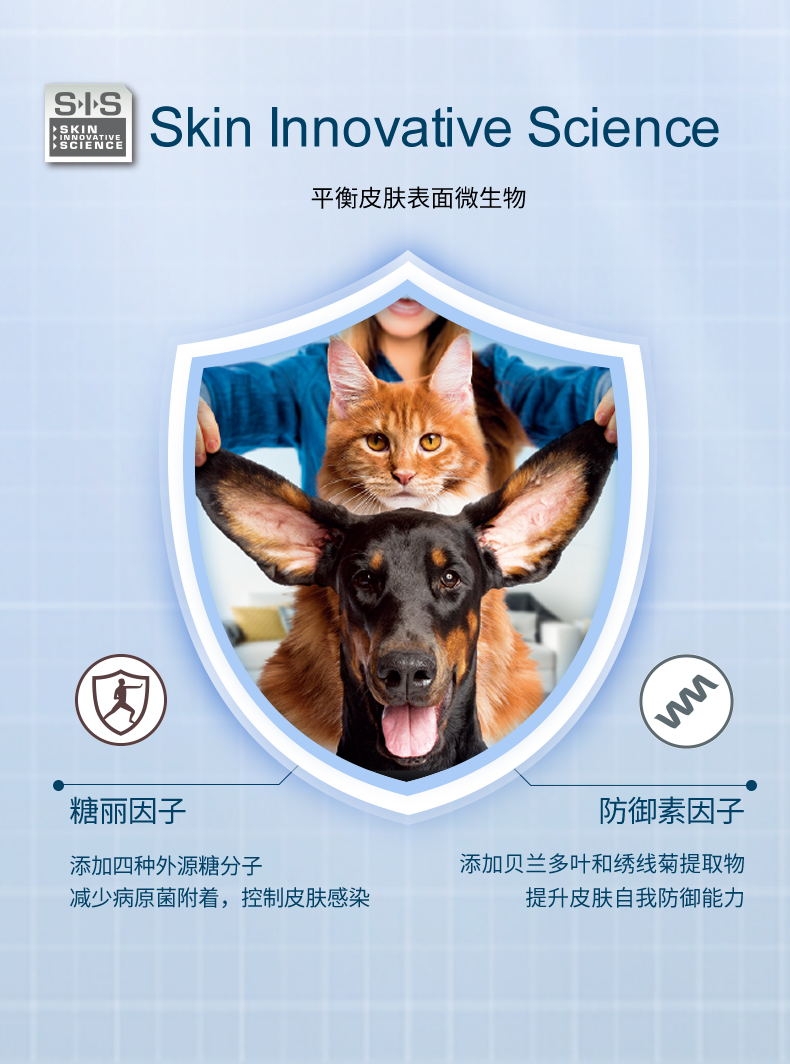 S·I·S
SKIN
INNOVATIVE
SCIENCE
Skin Innovative Science
平衡皮肤表面微生物
糖丽因子
添加四种外源糖分子
减少病原菌附着，控制皮肤感染
防御素因子
添加贝兰多叶和绣线菊提取物
提升皮肤自我防御能力